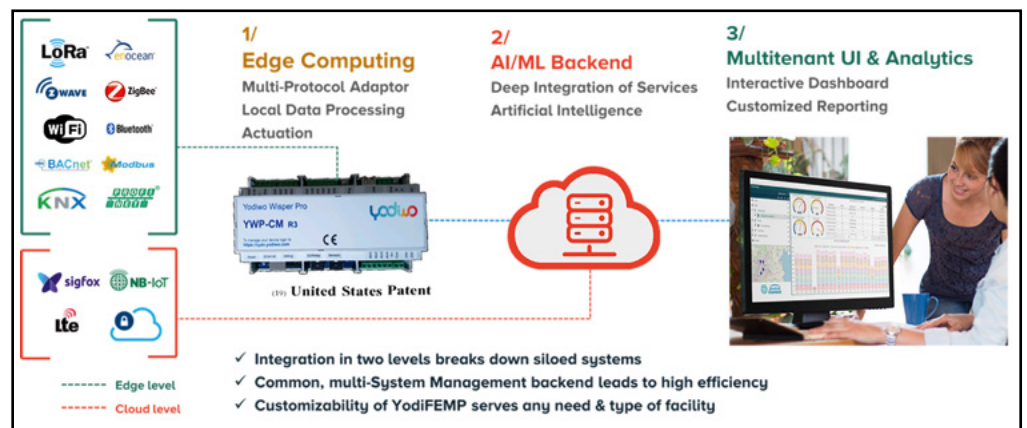 LoRa
enocean
Z WAVE
ZigBee
WiFi
Bluetooth
BACnet
Modbus
KNX
PROFI
NET
sigfox
NB-IoT
Lte
Edge level
Cloud level
1/
Edge Computing
Multi-Protocol Adaptor
Local Data Processing
Actuation
Yodiwo Wisper Pro
yodiwo
YWP-CM R3
CE
(19) United States Patent
2/
AI/ML Backend
Deep Integration of Services
Artificial Intelligence
3/
Multitenant UI & Analytics
Interactive Dashboard
Customized Reporting
✓ Integration in two levels breaks down siloed systems
✓ Common, multi-System Management backend leads to high efficiency
✓ Customizability of YodiFEMP serves any need & type of facility